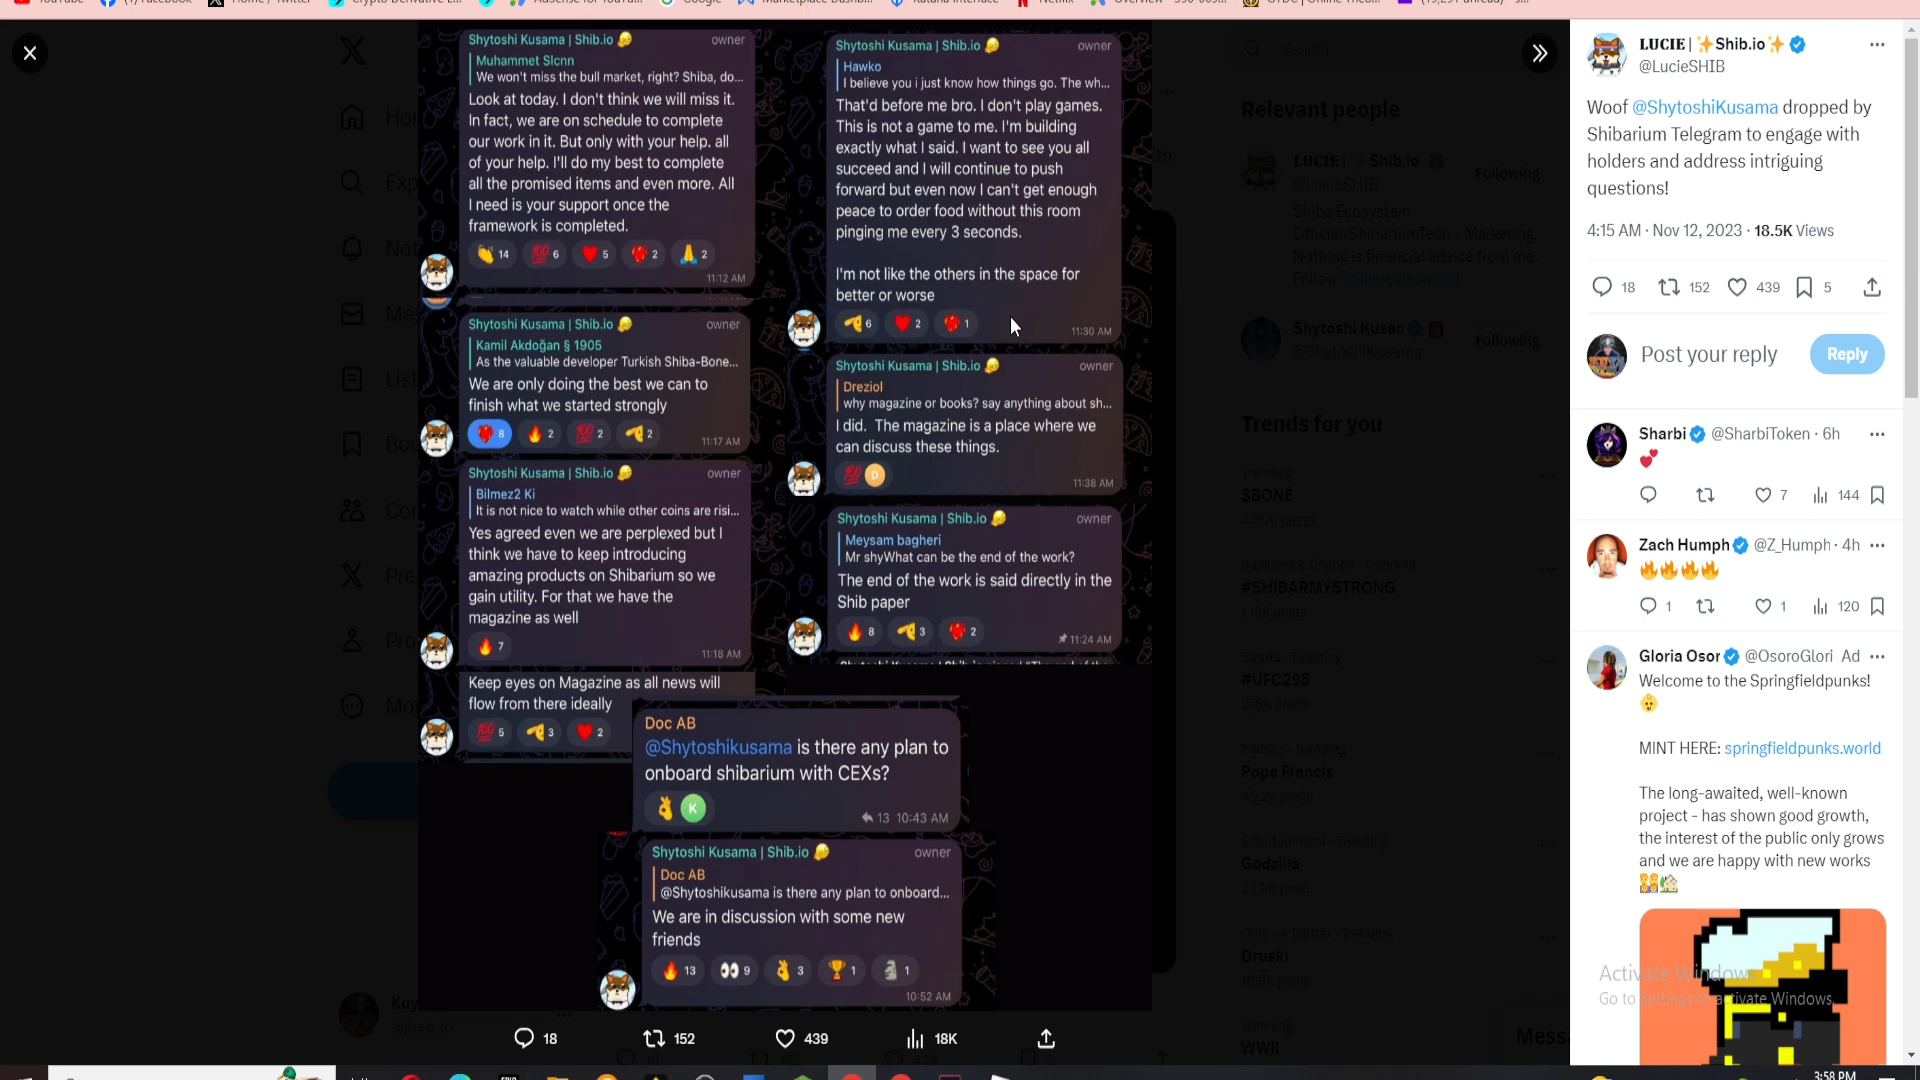 Shytoshi Kusama | Shib.io 🤌 owner
Muhammet Slcnn
We won't miss the bull market, right? Shiba, do...
Look at today. I don't think we will miss it.
In fact, we are on schedule to complete
our work in it. But only with your help. all
of your help. I'll do my best to complete
all the promised items and even more. All
I need is your support once the
framework is completed.
14 6 5 2 2
11:12 AM
Shytoshi Kusama | Shib.io owner
Kamil Akdoğan § 1905
As the valuable developer Turkish Shiba-Bone...
We are only doing the best we can to
finish what we started strongly
8 2 2 2
11:17 AM
Shytoshi Kusama | Shib.io owner
Bilmez2 Ki
It is not nice to watch while other coins are risi...
Yes agreed even we are perplexed but I
think we have to keep introducing
amazing products on Shibarium so we
gain utility. For that we have the
magazine as well
7
11:18 AM
Keep eyes on Magazine as all news will
flow from there ideally
5 3 2
Shytoshi Kusama | Shib.io owner
Hawko
I believe you i just know how things go. The wh...
That'd before me bro. I don't play games.
This is not a game to me. I'm building
exactly what I said. I want to see you all
succeed and I will continue to push
forward but even now I can't get enough
peace to order food without this room
pinging me every 3 seconds.
I'm not like the others in the space for
better or worse
6 2 1
11:30 AM
Shytoshi Kusama | Shib.io owner
Dreziol
why magazine or books? say anything about sh...
I did. The magazine is a place where we
can discuss these things.
D
11:38 AM
Shytoshi Kusama | Shib.io owner
Meysam bagheri
Mr shyWhat can be the end of the work?
The end of the work is said directly in the
Shib paper
8 3 2
11:24 AM
Doc AB
@Shytoshikusama is there any plan to
onboard shibarium with CEXs?
K
13 10:43 AM
Shytoshi Kusama | Shib.io owner
Doc AB
@Shytoshikusama is there any plan to onboard...
We are in discussion with some new
friends
13 9 3 1 1
10:52 AM
18 152 439 18K
Relevant people
LUCIE | Shib.io
@LucieSHIB
Following
Shiba Ecosystem
Official/ShibariumTech - Marketing.
Nothing is financial advice from me.
Shytoshi Kusam
@ShytoshiKusama
Following
Trends for you
SBONE
#SHIBARMYSTRONG
#UFC295
Pope Francis
Godzilla
Druski
WWII
LUCIE | ✨Shib.io✨
@LucieSHIB
Woof @ShytoshiKusama dropped by
Shibarium Telegram to engage with
holders and address intriguing
questions!
4:15 AM · Nov 12, 2023 · 18.5K Views
18 152 439 5
Post your reply Reply
Sharbi @SharbiToken · 6h
7 144
Zach Humph @Z_Humph · 4h
🔥🔥🔥🔥
1 1 120
Gloria Osor @OsoroGlori Ad
Welcome to the Springfieldpunks!
MINT HERE: springfieldpunks.world
The long-awaited, well-known
project - has shown good growth,
the interest of the public only grows
and we are happy with new works
Activate Windows
Go to Settings to activate Windows.
3:58 PM